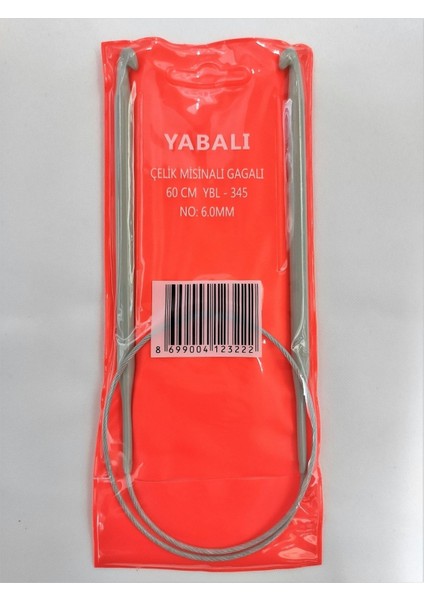 YABALI
ÇELİK MİSİNALI GAGALI
60 CM YBL - 345
NO: 6.0MM
8 699004 123222